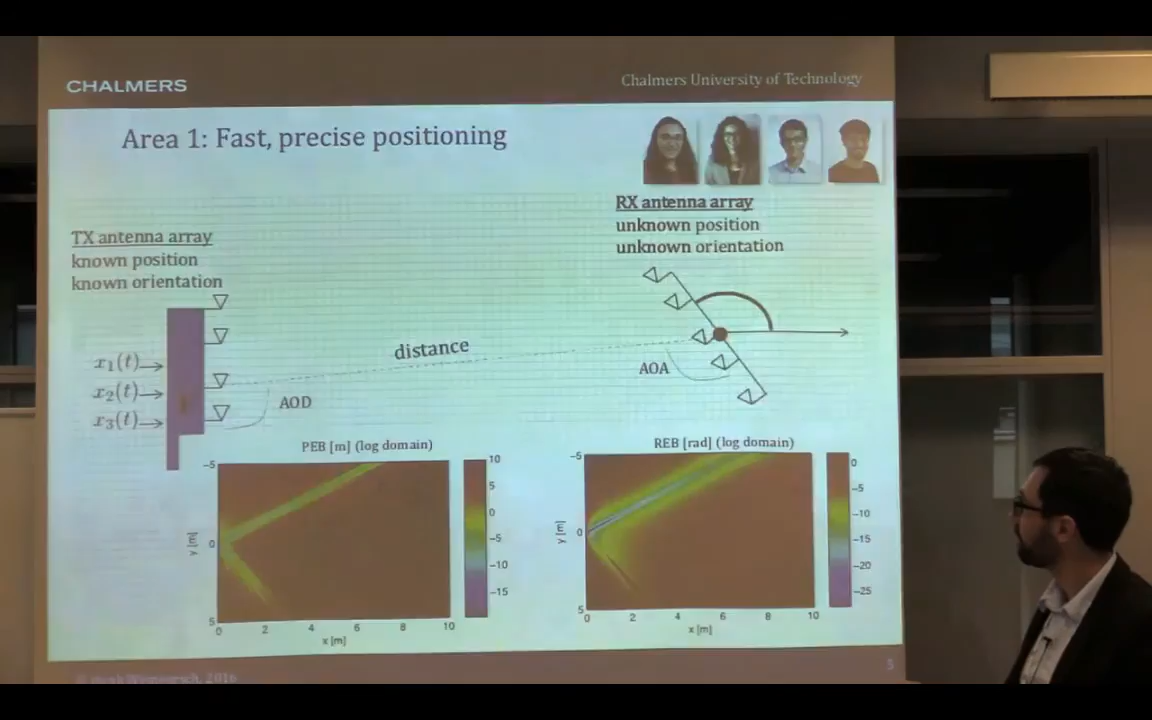 CHALMERS
Chalmers University of Technology
Area 1: Fast, precise positioning
RX antenna array
unknown position
unknown orientation
TX antenna array
known position
known orientation
x₁(t)
x₂(t)
x₃(t)
distance
AOD
AOA
PEB [m] (log domain)
-5
0
5
y [m]
0 2 4 6 8 10
x [m]
10
5
0
-5
-10
-15
REB [rad] (log domain)
-5
0
5
y [m]
0 2 4 6 8 10
x [m]
0
-5
-10
-15
-20
-25
2016
5